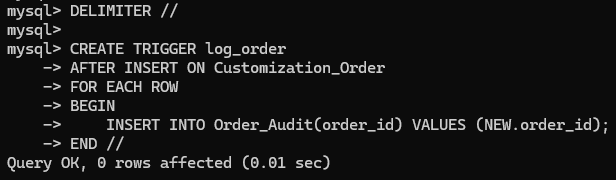 mysql> DELIMITER //
mysql>
mysql> CREATE TRIGGER log_order
    -> AFTER INSERT ON Customization_Order
    -> FOR EACH ROW
    -> BEGIN
    ->     INSERT INTO Order_Audit(order_id) VALUES (NEW.order_id);
    -> END //
Query OK, 0 rows affected (0.01 sec)